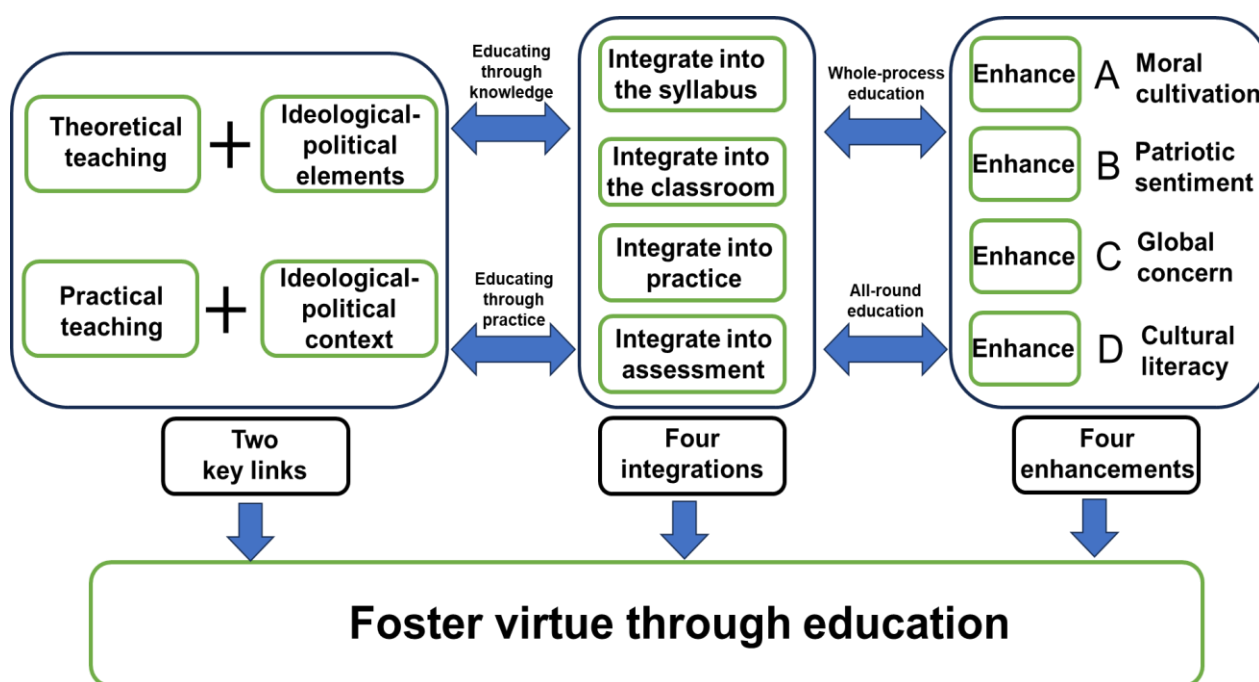 Theoretical
teaching
+
Ideological-
political
elements
Practical
teaching
+
Ideological-
political
context
Two
key links
Educating
through
knowledge
Educating
through
practice
Integrate into
the syllabus
Integrate into
the classroom
Integrate into
practice
Integrate into
assessment
Four
integrations
Whole-process
education
All-round
education
Enhance A Moral
cultivation
Enhance B Patriotic
sentiment
Enhance C Global
concern
Enhance D Cultural
literacy
Four
enhancements
Foster virtue through education